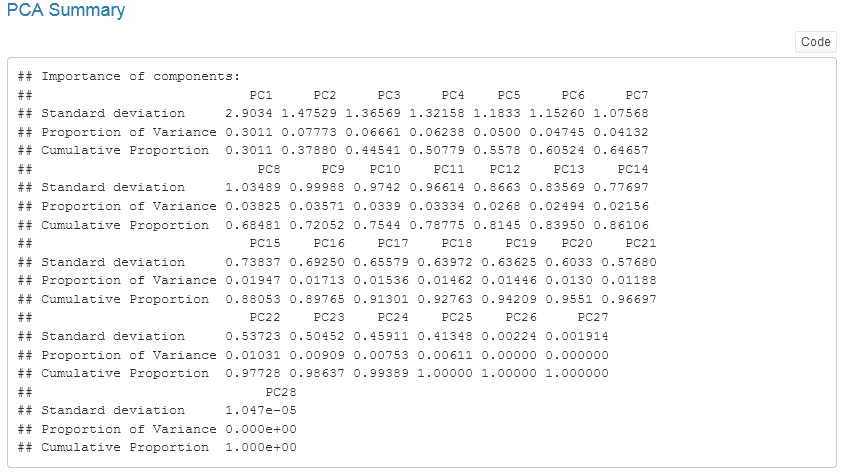 PCA Summary
Code
## Importance of components:
##                           PC1     PC2     PC3     PC4    PC5     PC6     PC7
## Standard deviation     2.9034 1.47529 1.36569 1.32158 1.1833 1.15260 1.07568
## Proportion of Variance 0.3011 0.07773 0.06661 0.06238 0.0500 0.04745 0.04132
## Cumulative Proportion  0.3011 0.37880 0.44541 0.50779 0.5578 0.60524 0.64657
##                            PC8     PC9   PC10    PC11   PC12    PC13    PC14
## Standard deviation     1.03489 0.99988 0.9742 0.96614 0.8663 0.83569 0.77697
## Proportion of Variance 0.03825 0.03571 0.0339 0.03334 0.0268 0.02494 0.02156
## Cumulative Proportion  0.68481 0.72052 0.7544 0.78775 0.8145 0.83950 0.86106
##                           PC15    PC16    PC17    PC18    PC19   PC20    PC21
## Standard deviation     0.73837 0.69250 0.65579 0.63972 0.63625 0.6033 0.57680
## Proportion of Variance 0.01947 0.01713 0.01536 0.01462 0.01446 0.0130 0.01188
## Cumulative Proportion  0.88053 0.89765 0.91301 0.92763 0.94209 0.9551 0.96697
##                           PC22    PC23    PC24    PC25    PC26     PC27
## Standard deviation     0.53723 0.50452 0.45911 0.41348 0.00224 0.001914
## Proportion of Variance 0.01031 0.00909 0.00753 0.00611 0.00000 0.000000
## Cumulative Proportion  0.97728 0.98637 0.99389 1.00000 1.00000 1.000000
##                             PC28
## Standard deviation     1.047e-05
## Proportion of Variance 0.000e+00
## Cumulative Proportion  1.000e+00